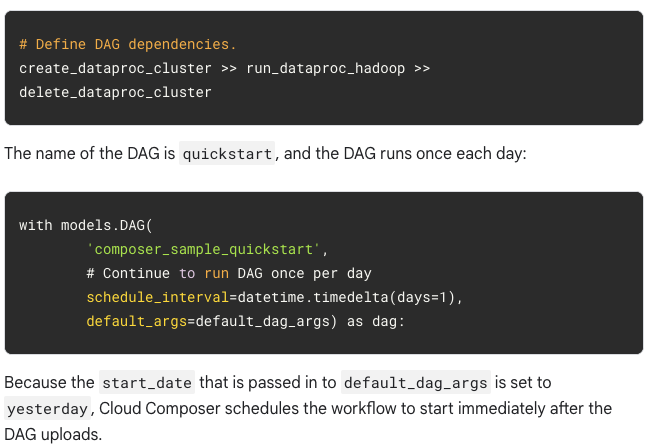 # Define DAG dependencies.
create_dataproc_cluster >> run_dataproc_hadoop >>
delete_dataproc_cluster
The name of the DAG is quickstart, and the DAG runs once each day:
with models.DAG(
        'composer_sample_quickstart',
        # Continue to run DAG once per day
        schedule_interval=datetime.timedelta(days=1),
        default_args=default_dag_args) as dag:
Because the start_date that is passed in to default_dag_args is set to
yesterday, Cloud Composer schedules the workflow to start immediately after the
DAG uploads.